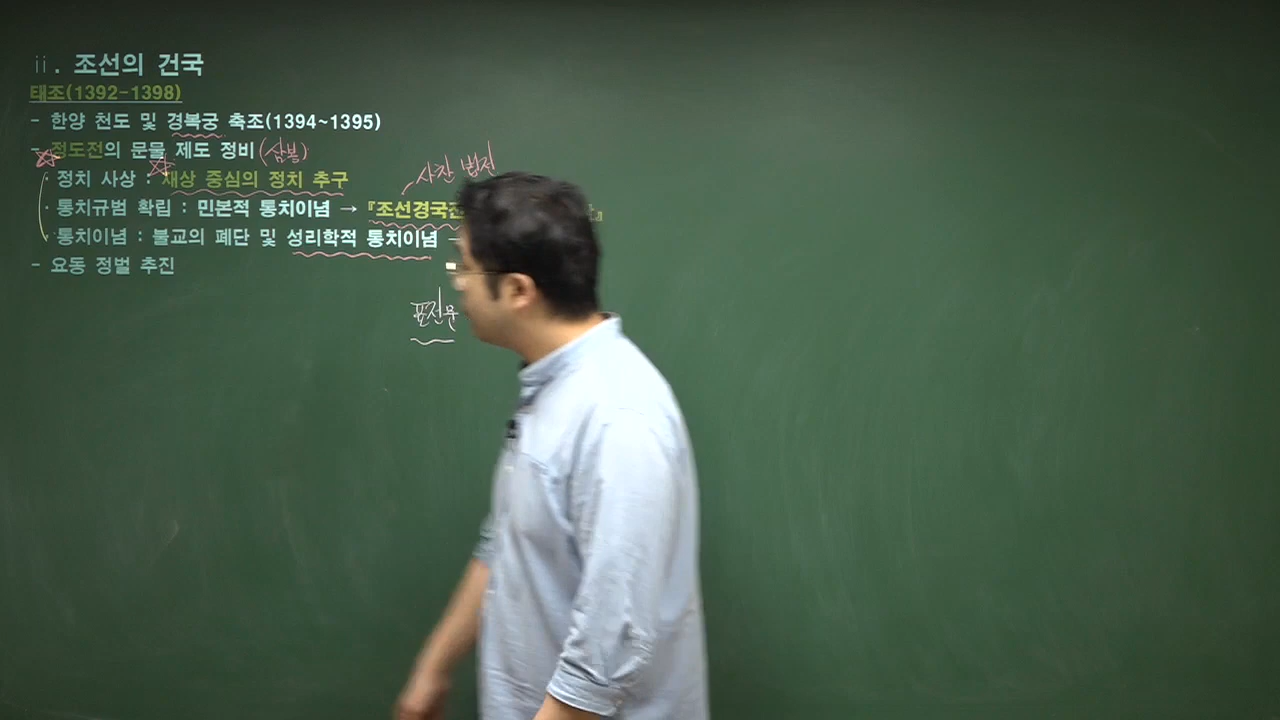 ⅱ. 조선의 건국
태조(1392-1398)
- 한양 천도 및 경복궁 축조(1394~1395)
- 정도전의 문물 제도 정비 (삼봉)
사찬 법전
· 정치 사상 : 재상 중심의 정치 추구
· 통치규범 확립 : 민본적 통치이념 → 『조선경국전 』
· 통치이념 : 불교의 폐단 및 성리학적 통치이념 →
- 요동 정벌 추진
표전문